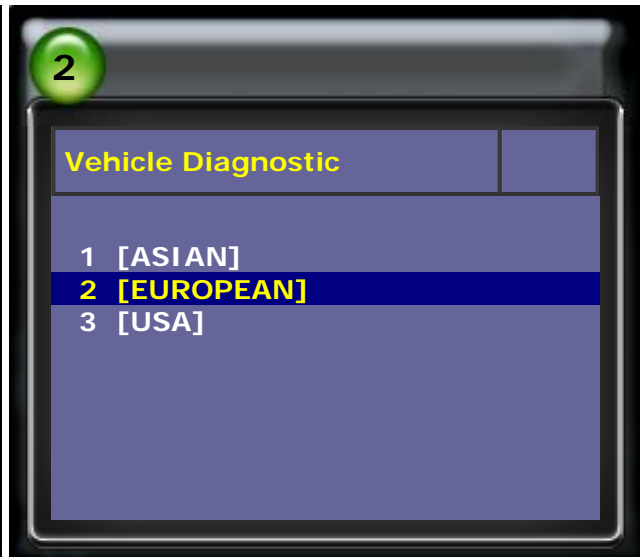 2
Vehicle Diagnostic
1 [ASIAN]
2 [EUROPEAN]
3 [USA]